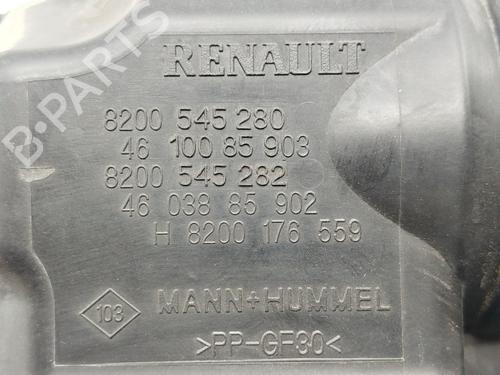 B-PARTS
RENAULT
8200 545 280
46 100 85 903
8200 545 282
46 038 85 902
H 8200 176 559
103 MANN+HUMMEL
>PP-GF30<